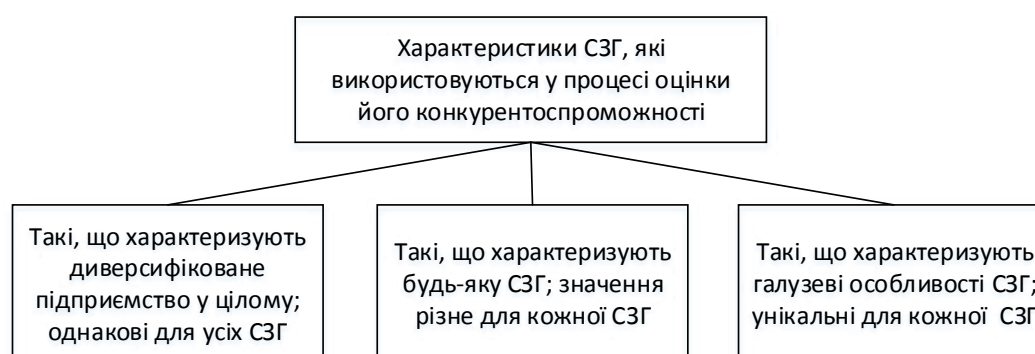 Характеристики СЗГ, які
використовуються у процесі оцінки
його конкурентоспроможності
Такі, що характеризують
диверсифіковане
підприємство у цілому;
однакові для усіх СЗГ
Такі, що характеризують
будь-яку СЗГ; значення
різне для кожної СЗГ
Такі, що характеризують
галузеві особливості СЗГ;
унікальні для кожної СЗГ